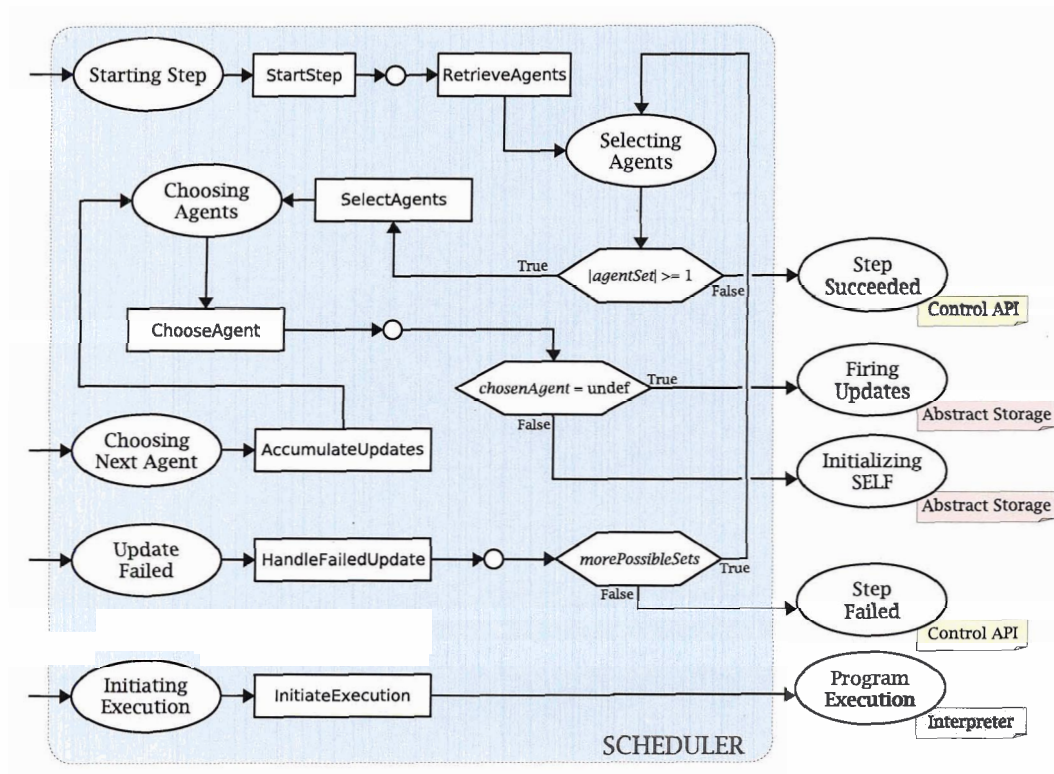 Starting Step
StartStep
RetrieveAgents
Selecting
Agents
Choosing
Agents
SelectAgents
True
|agentSet| >= 1
False
Step
Succeeded
Control API
ChooseAgent
chosenAgent = undef
True
False
Firing
Updates
Abstract Storage
Choosing
Next Agent
AccumulateUpdates
Initializing
SELF
Abstract Storage
Update
Failed
HandleFailedUpdate
morePossibleSets
True
False
Step
Failed
Control API
Initiating
Execution
InitiateExecution
Program
Execution
Interpreter
SCHEDULER